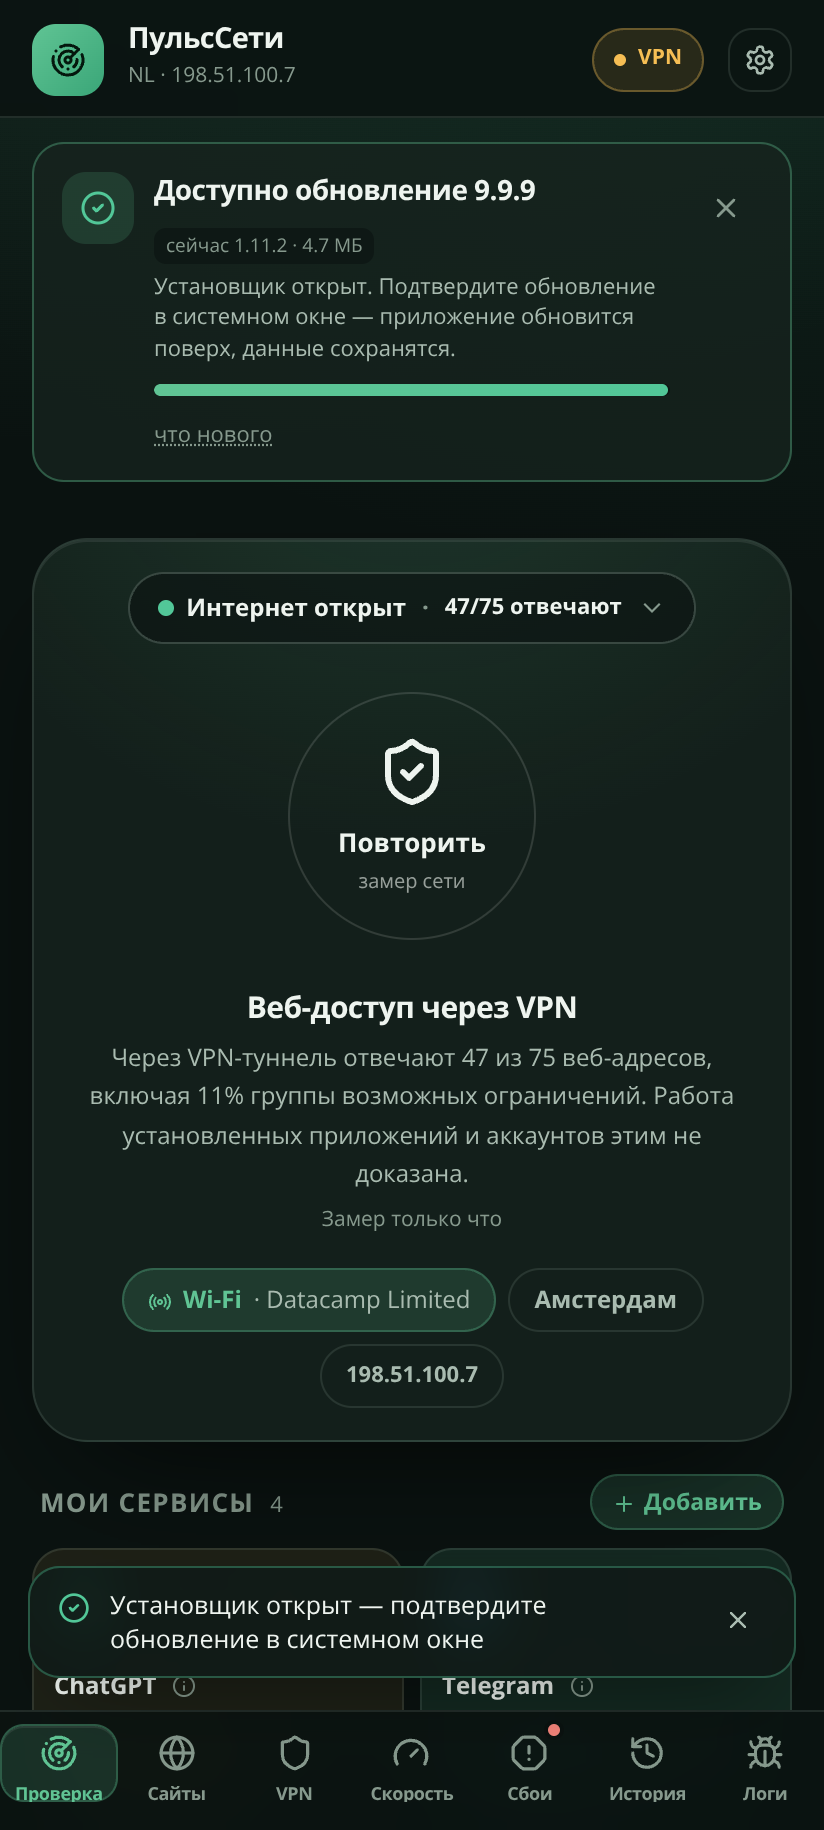 ПульсСети
NL · 198.51.100.7
VPN
Доступно обновление 9.9.9
сейчас 1.11.2 · 4.7 МБ
Установщик открыт. Подтвердите обновление
в системном окне — приложение обновится
поверх, данные сохранятся.
что нового
Интернет открыт · 47/75 отвечают
Повторить
замер сети
Веб-доступ через VPN
Через VPN-туннель отвечают 47 из 75 веб-адресов,
включая 11% группы возможных ограничений. Работа
установленных приложений и аккаунтов этим не
доказана.
Замер только что
Wi-Fi · Datacamp Limited
Амстердам
198.51.100.7
МОИ СЕРВИСЫ 4
+ Добавить
Установщик открыт — подтвердите
обновление в системном окне
ChatGPT
Telegram
Проверка
Сайты
VPN
Скорость
Сбои
История
Логи